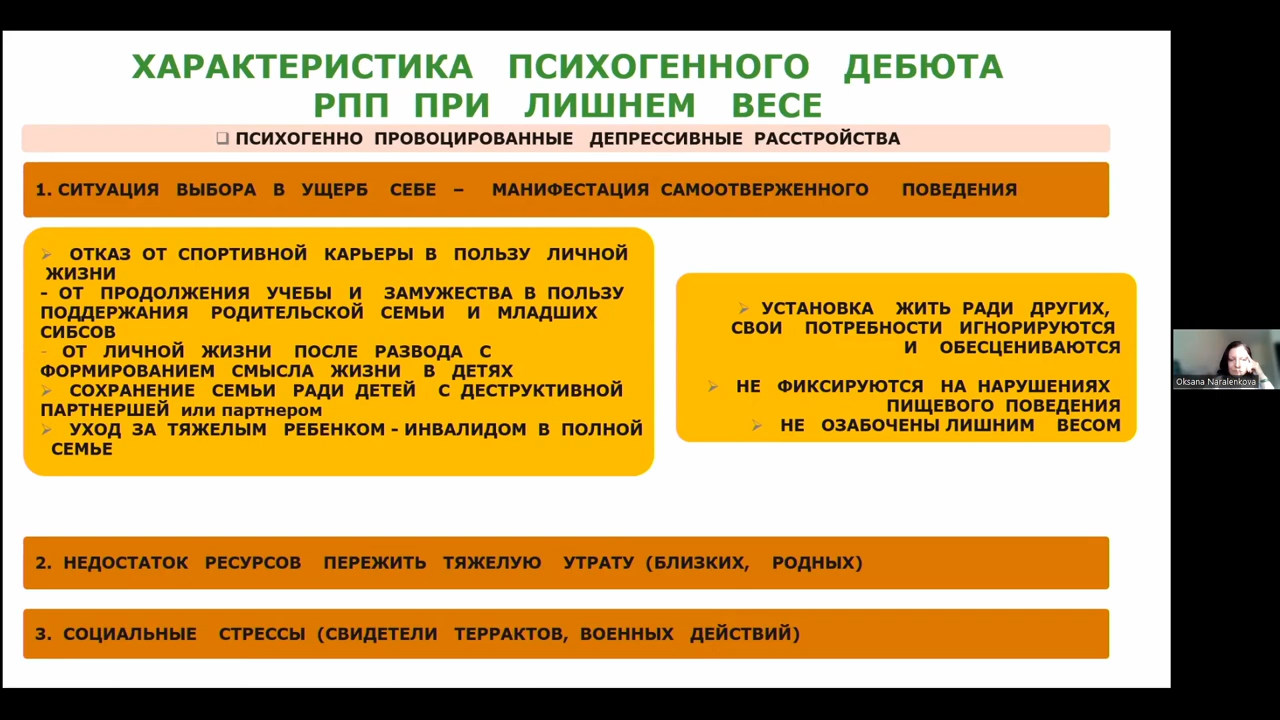 ХАРАКТЕРИСТИКА ПСИХОГЕННОГО ДЕБЮТА
РПП ПРИ ЛИШНЕМ ВЕСЕ
❑ ПСИХОГЕННО ПРОВОЦИРОВАННЫЕ ДЕПРЕССИВНЫЕ РАССТРОЙСТВА
1. СИТУАЦИЯ ВЫБОРА В УЩЕРБ СЕБЕ – МАНИФЕСТАЦИЯ САМООТВЕРЖЕННОГО ПОВЕДЕНИЯ
➢ ОТКАЗ ОТ СПОРТИВНОЙ КАРЬЕРЫ В ПОЛЬЗУ ЛИЧНОЙ
ЖИЗНИ
– ОТ ПРОДОЛЖЕНИЯ УЧЕБЫ И ЗАМУЖЕСТВА В ПОЛЬЗУ
ПОДДЕРЖАНИЯ РОДИТЕЛЬСКОЙ СЕМЬИ И МЛАДШИХ
СИБСОВ
- ОТ ЛИЧНОЙ ЖИЗНИ ПОСЛЕ РАЗВОДА С
ФОРМИРОВАНИЕМ СМЫСЛА ЖИЗНИ В ДЕТЯХ
➢ СОХРАНЕНИЕ СЕМЬИ РАДИ ДЕТЕЙ С ДЕСТРУКТИВНОЙ
ПАРТНЕРШЕЙ или партнером
➢ УХОД ЗА ТЯЖЕЛЫМ РЕБЕНКОМ - ИНВАЛИДОМ В ПОЛНОЙ
СЕМЬЕ
➢ УСТАНОВКА ЖИТЬ РАДИ ДРУГИХ,
СВОИ ПОТРЕБНОСТИ ИГНОРИРУЮТСЯ
И ОБЕСЦЕНИВАЮТСЯ
➢ НЕ ФИКСИРУЮТСЯ НА НАРУШЕНИЯХ
ПИЩЕВОГО ПОВЕДЕНИЯ
➢ НЕ ОЗАБОЧЕНЫ ЛИШНИМ ВЕСОМ
2. НЕДОСТАТОК РЕСУРСОВ ПЕРЕЖИТЬ ТЯЖЕЛУЮ УТРАТУ (БЛИЗКИХ, РОДНЫХ)
3. СОЦИАЛЬНЫЕ СТРЕССЫ (СВИДЕТЕЛИ ТЕРРАКТОВ, ВОЕННЫХ ДЕЙСТВИЙ)
Oksana Naralenkova